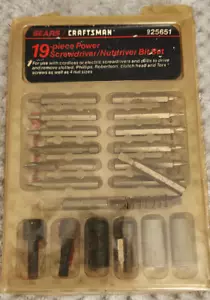 SEARS CRAFTSMAN 925651
19-piece Power
Screwdriver/Nutdriver Bit Set
For use with cordless or electric screwdrivers and drills to drive
and remove slotted, Phillips, Robertson, clutch head and Torx
screws as well as 4 nut sizes